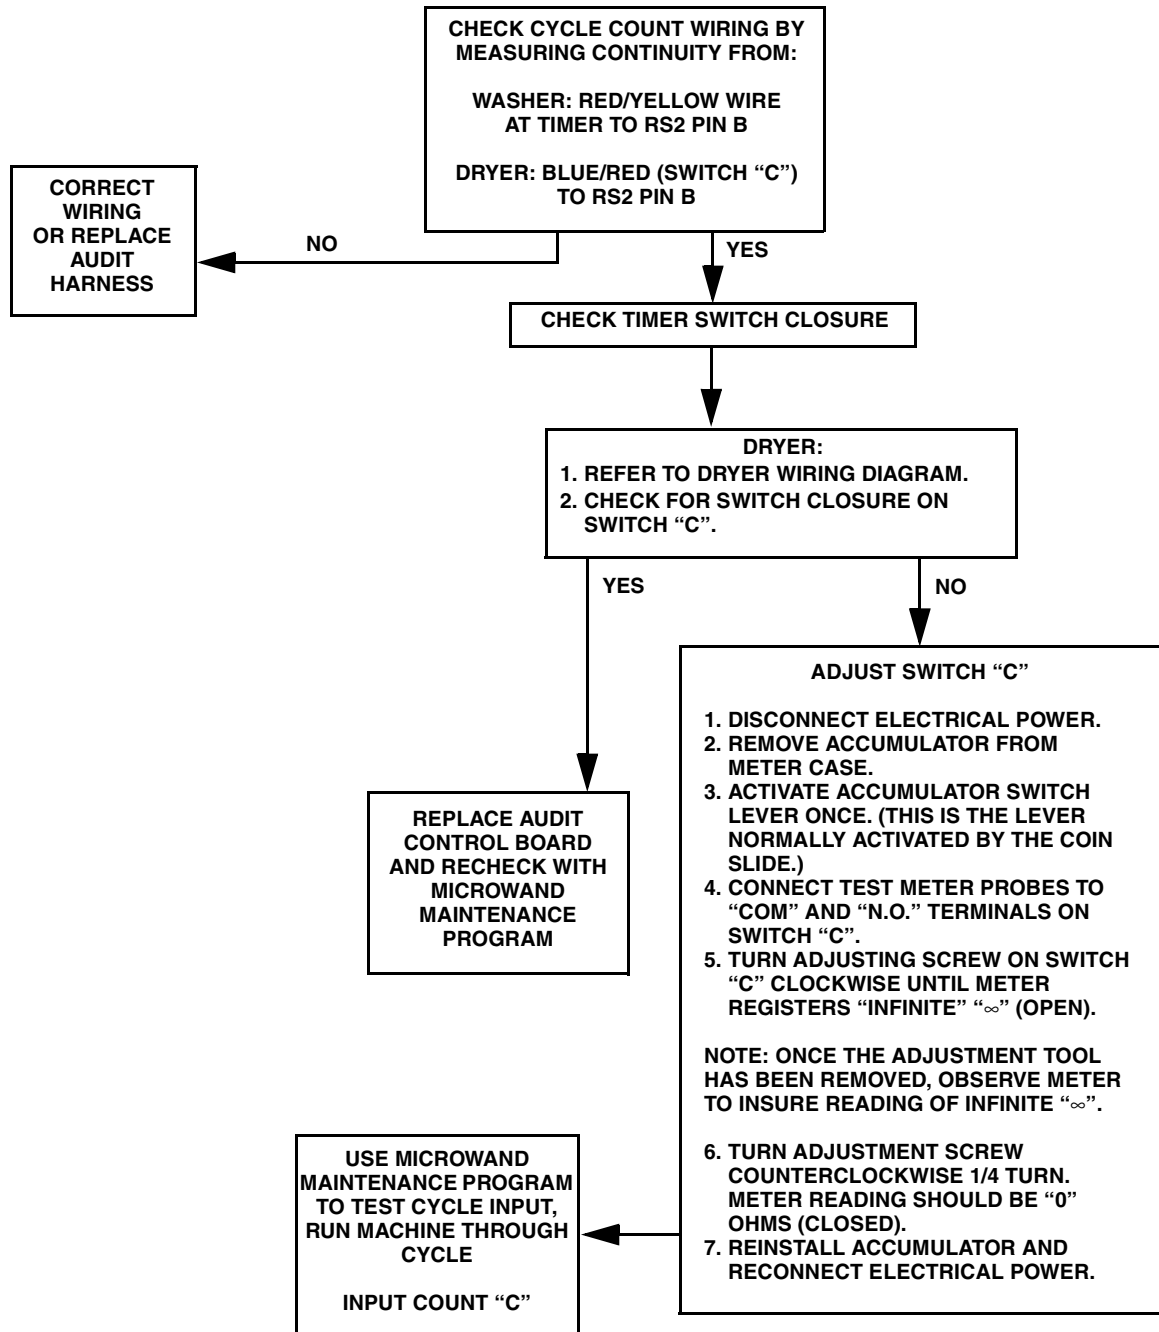 CHECK CYCLE COUNT WIRING BY
MEASURING CONTINUITY FROM:
WASHER: RED/YELLOW WIRE
AT TIMER TO RS2 PIN B
DRYER: BLUE/RED (SWITCH “C”)
TO RS2 PIN B
CORRECT
WIRING
OR REPLACE
AUDIT
HARNESS
NO
YES
CHECK TIMER SWITCH CLOSURE
DRYER:
1. REFER TO DRYER WIRING DIAGRAM.
2. CHECK FOR SWITCH CLOSURE ON
SWITCH “C”.
YES
NO
REPLACE AUDIT
CONTROL BOARD
AND RECHECK WITH
MICROWAND
MAINTENANCE
PROGRAM
ADJUST SWITCH “C”
1. DISCONNECT ELECTRICAL POWER.
2. REMOVE ACCUMULATOR FROM
METER CASE.
3. ACTIVATE ACCUMULATOR SWITCH
LEVER ONCE. (THIS IS THE LEVER
NORMALLY ACTIVATED BY THE COIN
SLIDE.)
4. CONNECT TEST METER PROBES TO
“COM” AND “N.O.” TERMINALS ON
SWITCH “C”.
5. TURN ADJUSTING SCREW ON SWITCH
“C” CLOCKWISE UNTIL METER
REGISTERS “INFINITE” “∞” (OPEN).
NOTE: ONCE THE ADJUSTMENT TOOL
HAS BEEN REMOVED, OBSERVE METER
TO INSURE READING OF INFINITE “∞”.
6. TURN ADJUSTMENT SCREW
COUNTERCLOCKWISE 1/4 TURN.
METER READING SHOULD BE “0”
OHMS (CLOSED).
7. REINSTALL ACCUMULATOR AND
RECONNECT ELECTRICAL POWER.
USE MICROWAND
MAINTENANCE PROGRAM
TO TEST CYCLE INPUT,
RUN MACHINE THROUGH
CYCLE
INPUT COUNT “C”